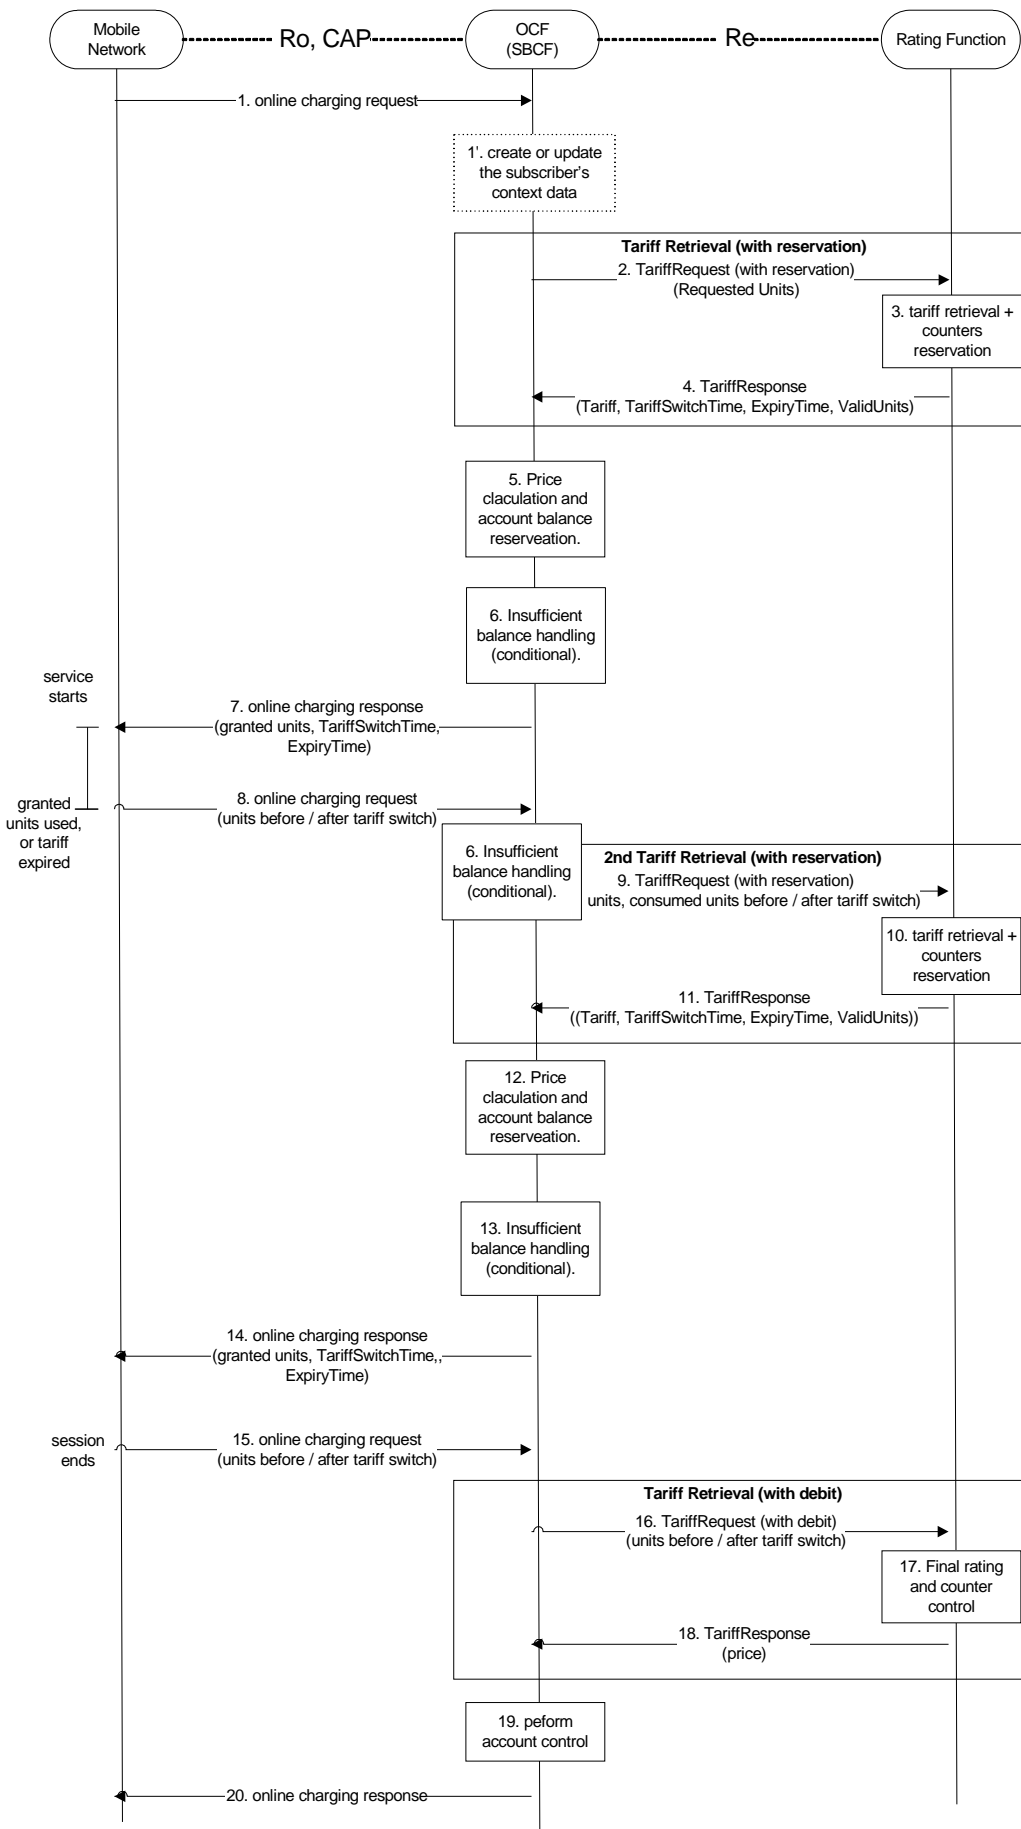 Mobile
Network
Ro, CAP
OCF
(SBCF)
Re
Rating Function
1. online charging request
1'. create or update
the subscriber's
context data
Tariff Retrieval (with reservation)
2. TariffRequest (with reservation)
(Requested Units)
3. tariff retrieval +
counters
reservation
4. TariffResponse
(Tariff, TariffSwitchTime, ExpiryTime, ValidUnits)
5. Price
claculation and
account balance
reserveation.
6. Insufficient
balance handling
(conditional).
service
starts
7. online charging response
(granted units, TariffSwitchTime,
ExpiryTime)
granted
units used,
or tariff
expired
8. online charging request
(units before / after tariff switch)
6. Insufficient
balance handling
(conditional).
2nd Tariff Retrieval (with reservation)
9. TariffRequest (with reservation)
units, consumed units before / after tariff switch)
10. tariff retrieval +
counters
reservation
11. TariffResponse
((Tariff, TariffSwitchTime, ExpiryTime, ValidUnits))
12. Price
claculation and
account balance
reserveation.
13. Insufficient
balance handling
(conditional).
14. online charging response
(granted units, TariffSwitchTime,,
ExpiryTime)
session
ends
15. online charging request
(units before / after tariff switch)
Tariff Retrieval (with debit)
16. TariffRequest (with debit)
(units before / after tariff switch)
17. Final rating
and counter
control
18. TariffResponse
(price)
19. peform
account control
20. online charging response